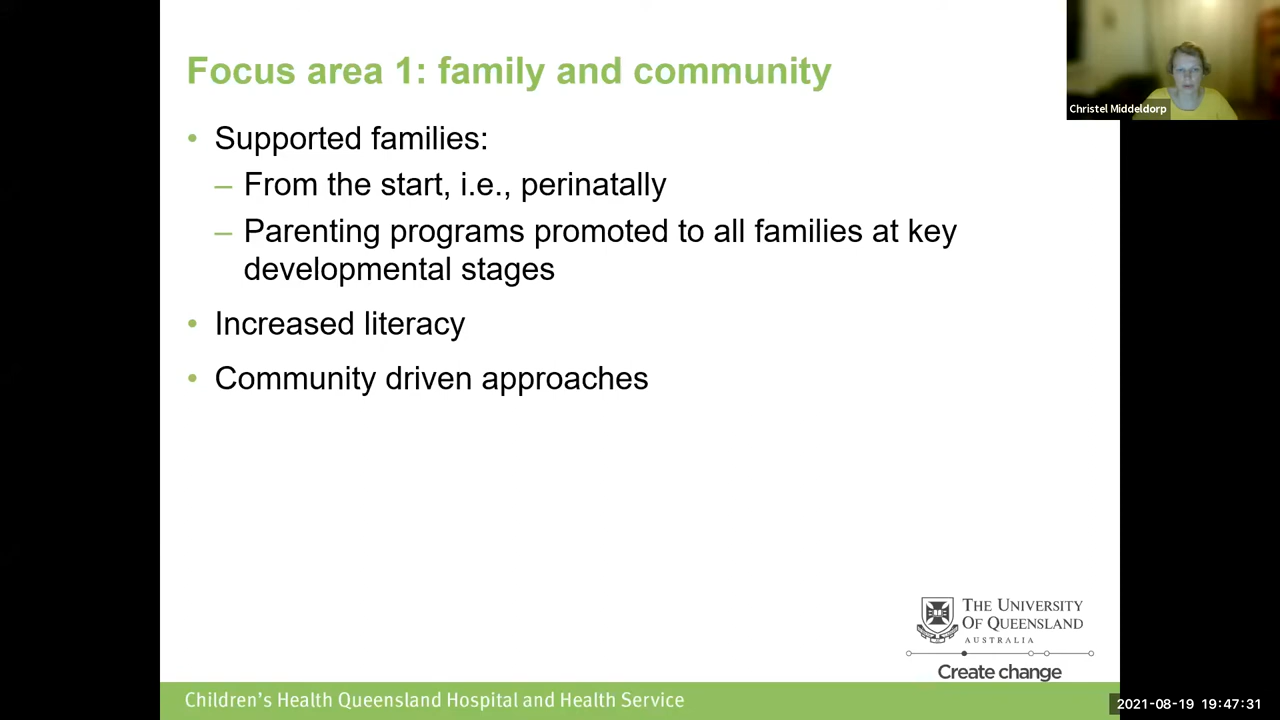 Focus area 1: family and community
Christel Middeldorp
• Supported families:
– From the start, i.e., perinatally
– Parenting programs promoted to all families at key
developmental stages
• Increased literacy
• Community driven approaches
THE UNIVERSITY
OF QUEENSLAND
AUSTRALIA
Create change
Children's Health Queensland Hospital and Health Service
2021-08-19 19:47:31